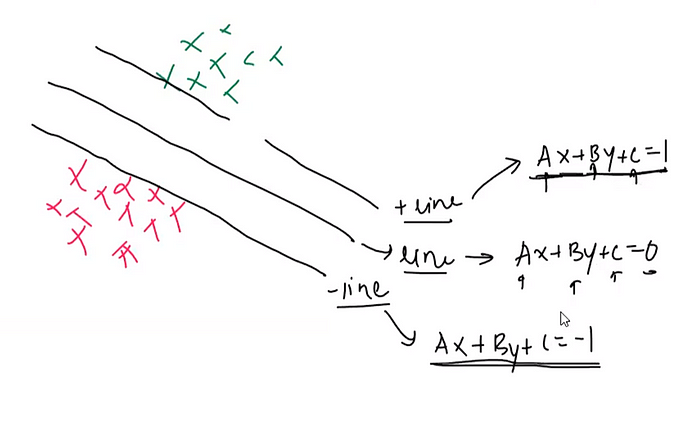 Ax+By+C=1
+ line
line → Ax+By+C=0
-line
Ax+By+C=-1